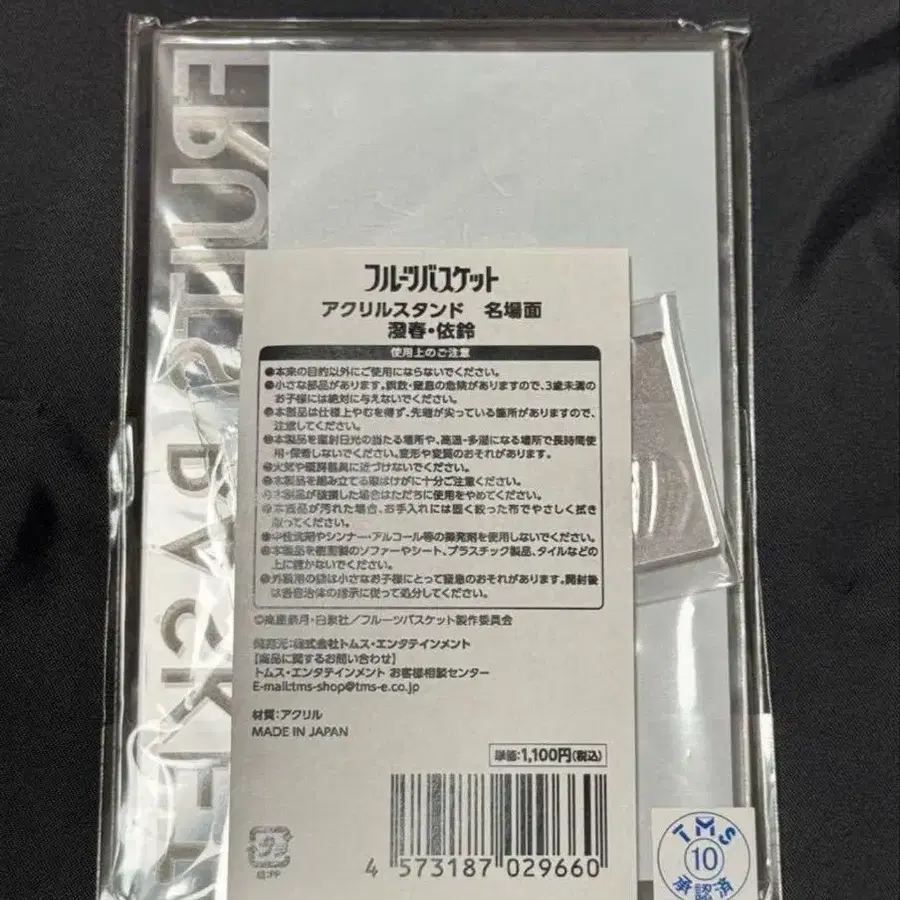 FRUITS BASKET
フルーツバスケット
アクリルスタンド 名場面
潑春・依鈴
使用上のご注意
●本来の目的以外にご使用にならないでください。
●小さな部品があります。誤飲・窒息の危険がありますので、3歳未満の
お子様には絶対に与えないでください。
●本製品は仕様上やむを得ず、先端が尖っている箇所がありますので、
注意してください。
●本製品を直射日光の当たる場所や、高温・多湿になる場所で長時間使
用・保管しないでください。変形や変質のおそれがあります。
●火気や暖房器具に近づけないでください。
●本製品を組み立てる際はけがに十分ご注意ください。
●本製品が破損した場合はただちに使用をやめてください。
●本製品が汚れた場合、お手入れには固く絞った布でやさしく拭き
取ってください。
●中性洗剤やシンナー・アルコール等の揮発剤を使用しないでください。
●本製品を樹脂製のソファーやシート、プラスチック製品、タイルなどの
上に置かないでください。
●外装用の袋は小さなお子様にとって窒息のおそれがあります。開封後
は各自治体の指示に従って処分してください。
©高屋奈月・白泉社/フルーツバスケット製作委員会
発売元:株式会社トムス・エンタテインメント
【商品に関するお問い合わせ】
トムス・エンタテインメント お客様相談センター
E-mail:tms-shop@tms-e.co.jp
材質:アクリル
MADE IN JAPAN
単価:1,100円(税込)
4 573187 029660
袋:PP
TMS
10
承認済